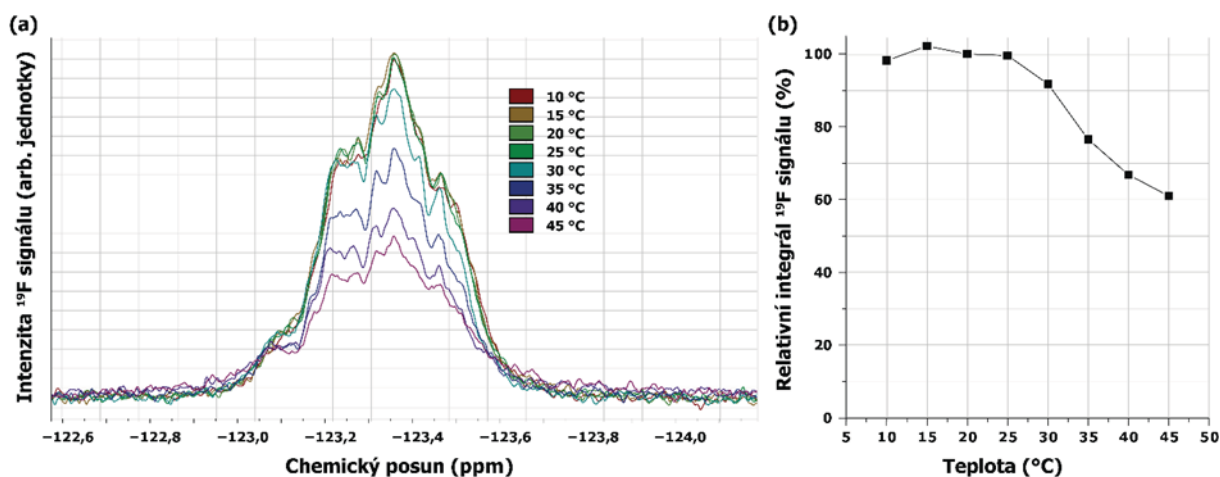 (a)
Intenzita ¹⁹F signálu (arb. jednotky)
10 °C
15 °C
20 °C
25 °C
30 °C
35 °C
40 °C
45 °C
−122,6 −122,8 −123,0 −123,2 −123,4 −123,5 −123,6 −123,8 −124,0
Chemický posun (ppm)
(b)
Relativní integrál ¹⁹F signálu (%)
100
80
60
40
20
0
5 10 15 20 25 30 35 40 45 50
Teplota (°C)